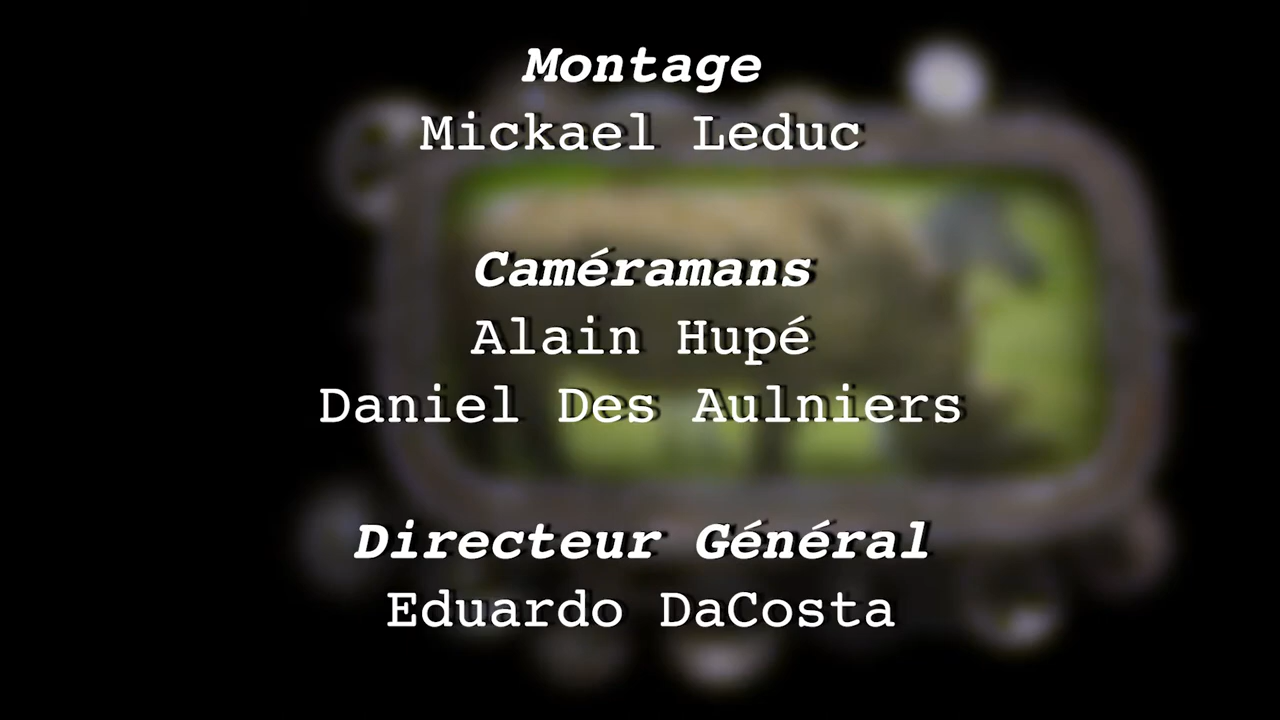 Montage
Mickael Leduc
Caméramans
Alain Hupé
Daniel Des Aulniers
Directeur Général
Eduardo DaCosta